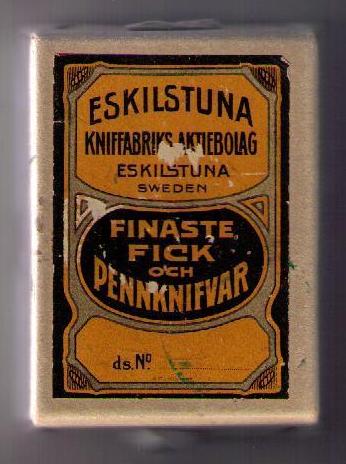 ESKILSTUNA
KNIFFABRIKS AKTIEBOLAG
ESKILSTUNA
SWEDEN
FINASTE
FICK
OCH
PENNKNIFVAR
ds. No.